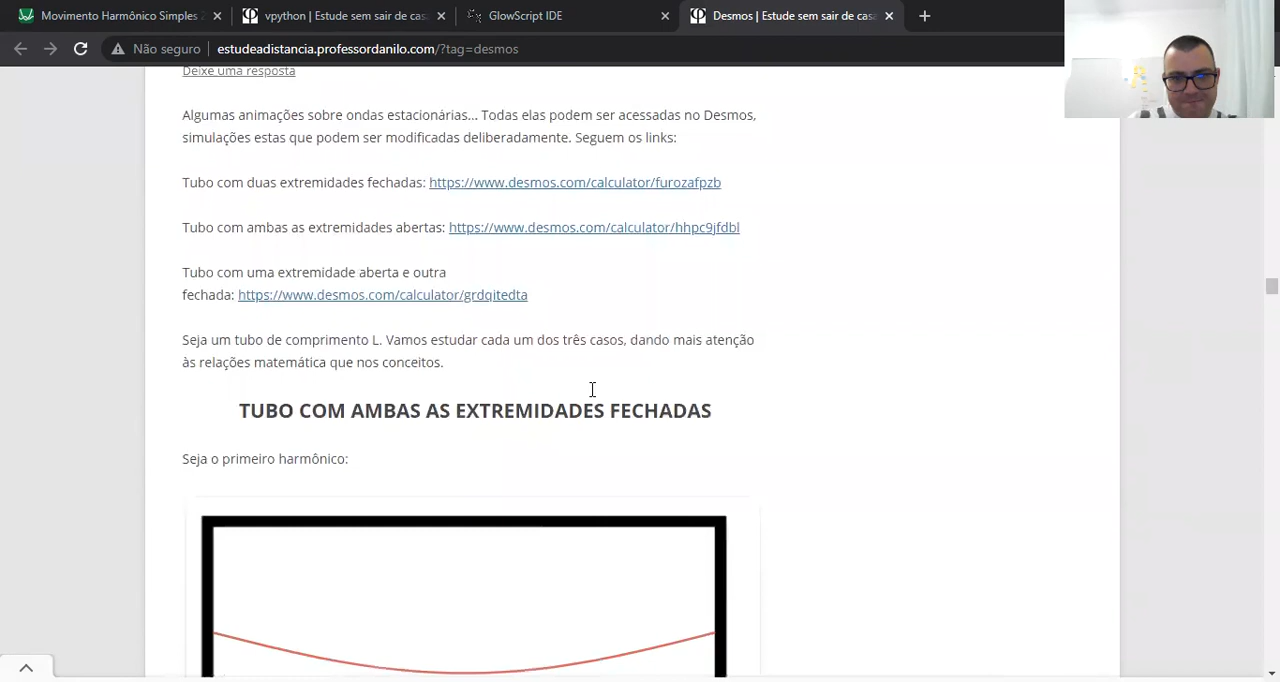 Movimento Harmônico Simples 2
vpython | Estude sem sair de casa
GlowScript IDE
Desmos | Estude sem sair de casa
Não seguro
estudeadistancia.professordanilo.com/?tag=desmos
Deixe uma resposta
Algumas animações sobre ondas estacionárias... Todas elas podem ser acessadas no Desmos,
simulações estas que podem ser modificadas deliberadamente. Seguem os links:
Tubo com duas extremidades fechadas: https://www.desmos.com/calculator/furozafpzb
Tubo com ambas as extremidades abertas: https://www.desmos.com/calculator/hhpc9jfdbl
Tubo com uma extremidade aberta e outra
fechada: https://www.desmos.com/calculator/grdqitedta
Seja um tubo de comprimento L. Vamos estudar cada um dos três casos, dando mais atenção
às relações matemática que nos conceitos.
TUBO COM AMBAS AS EXTREMIDADES FECHADAS
Seja o primeiro harmônico: